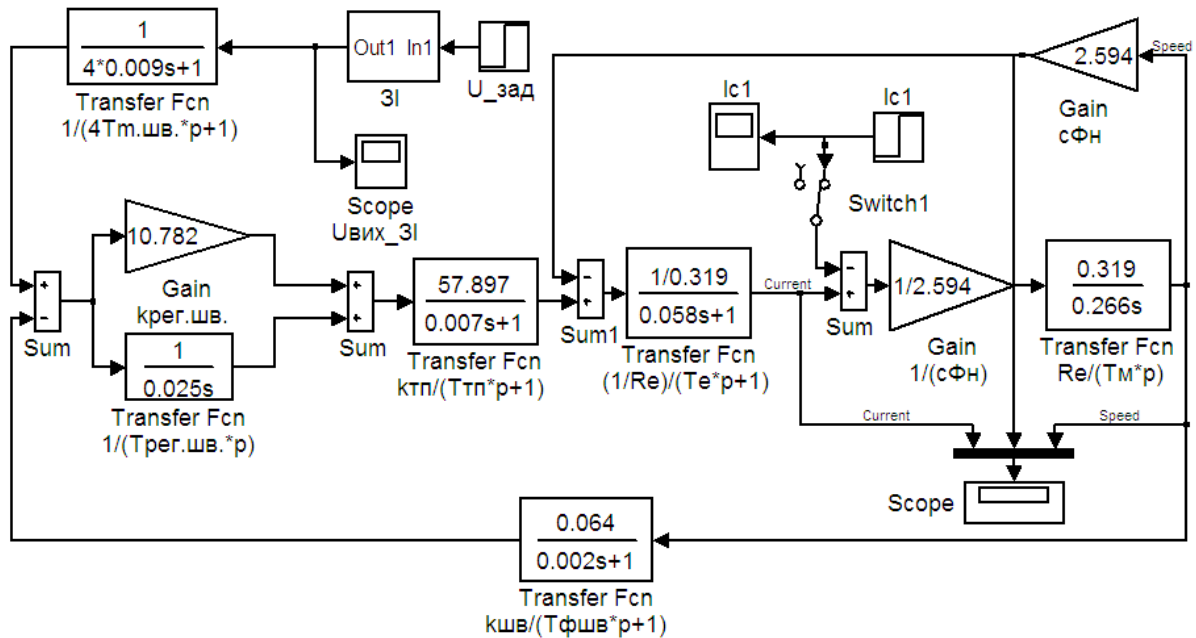 1
4*0.009s+1
Transfer Fcn
1/(4Tm.шв.*p+1)
Out1 In1
ЗІ
U_зад
Scope
Uвих_ЗІ
Ic1
Ic1
Switch1
2.594
Speed
Gain
сФн
+
−
Sum
10.782
Gain
kрег.шв.
1
0.025s
Transfer Fcn
1/(Трег.шв.*p)
+
+
Sum
57.897
0.007s+1
Transfer Fcn
kтп/(Ттп*p+1)
−
+
Sum1
1/0.319
0.058s+1
Transfer Fcn
(1/Re)/(Te*p+1)
Current
−
+
Sum
1/2.594
Gain
1/(сФн)
0.319
0.266s
Transfer Fcn
Re/(Тм*p)
Current
Speed
Scope
0.064
0.002s+1
Transfer Fcn
kшв/(Тфшв*p+1)